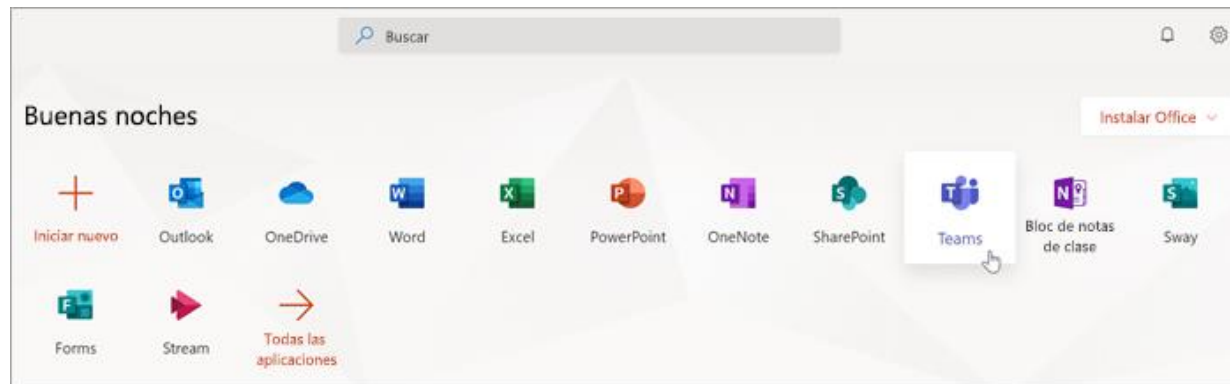 Buscar
Buenas noches
Instalar Office
Iniciar nuevo
Outlook
OneDrive
Word
Excel
PowerPoint
OneNote
SharePoint
Teams
Bloc de notas
de clase
Sway
Forms
Stream
Todas las
aplicaciones